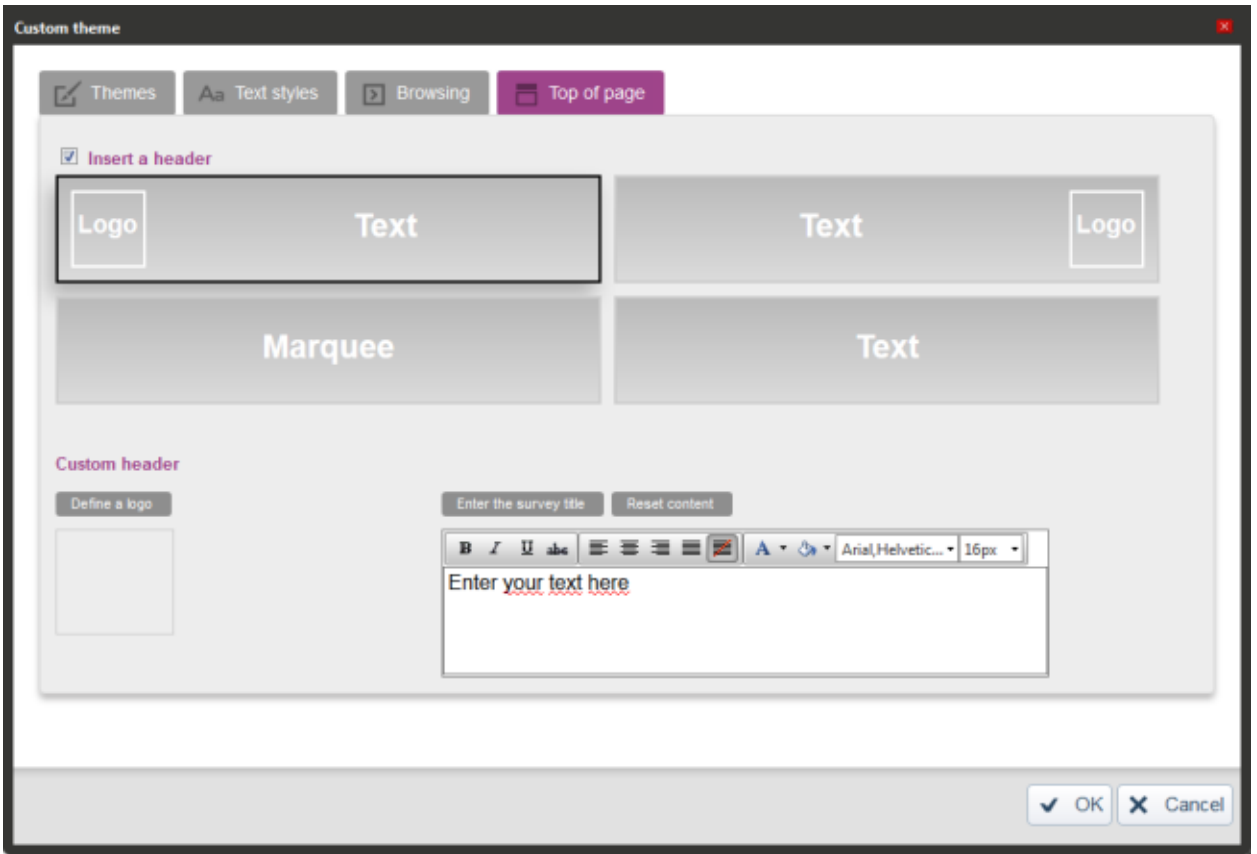 Custom theme
Themes
Aa Text styles
Browsing
Top of page
Insert a header
Logo Text
Text Logo
Marquee
Text
Custom header
Define a logo
Enter the survey title
Reset content
B I U abc A Arial,Helvetic... 16px
Enter your text here
OK
Cancel